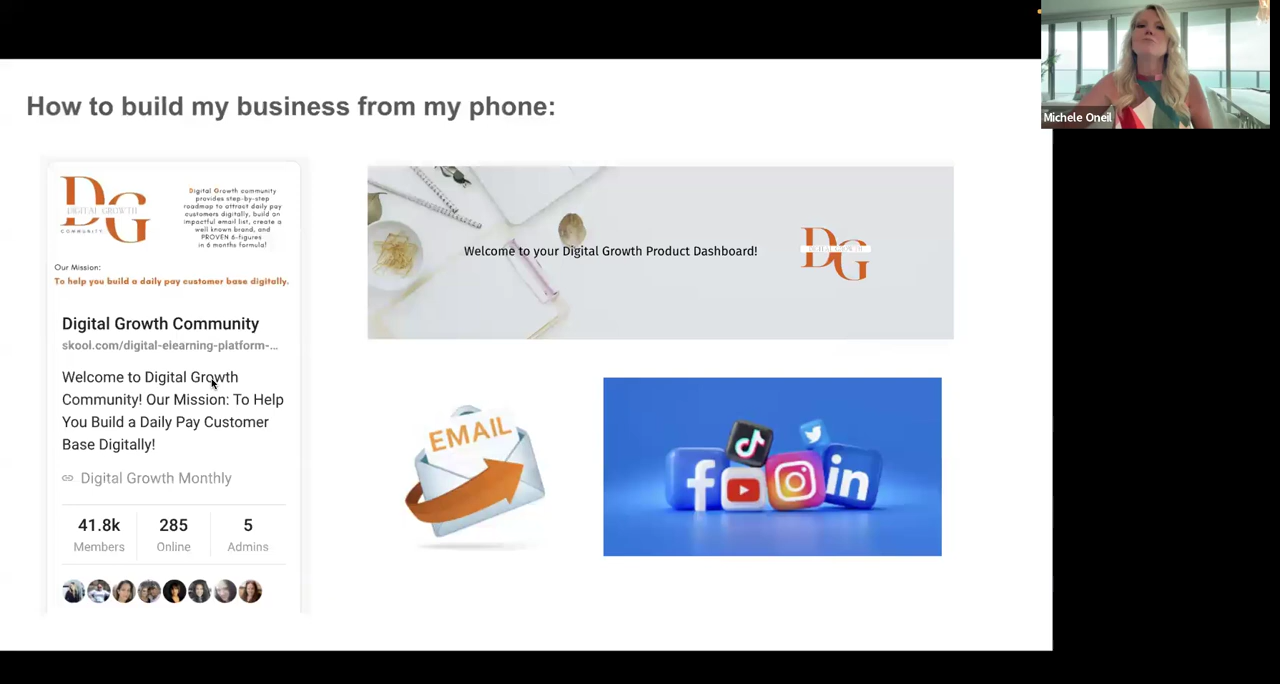 How to build my business from my phone:
Michele Oneil
DG
DIGITAL GROWTH
COMMUNITY
Digital Growth community
provides step-by-step
roadmap to attract daily pay
customers digitally, build an
impactful email list, create a
well known brand, and
PROVEN 6-figures
in 6 months formula!
Our Mission:
To help you build a daily pay customer base digitally.
Digital Growth Community
skool.com/digital-elearning-platform-...
Welcome to Digital Growth
Community! Our Mission: To Help
You Build a Daily Pay Customer
Base Digitally!
Digital Growth Monthly
41.8k 285 5
Members Online Admins
Welcome to your Digital Growth Product Dashboard!
DG
DIGITAL GROWTH
EMAIL
f
in